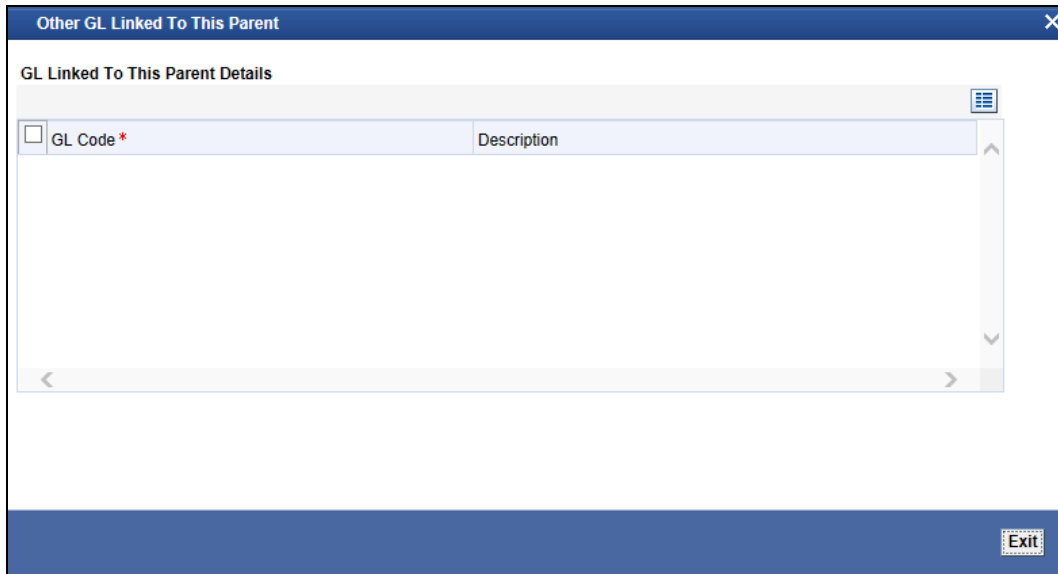 Other GL Linked To This Parent
GL Linked To This Parent Details
GL Code * Description
Exit